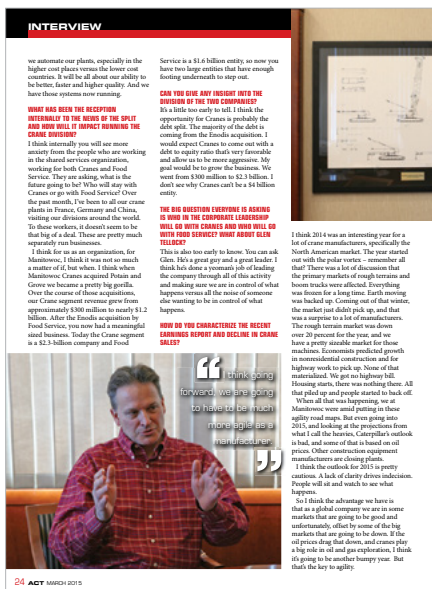 INTERVIEW
we automate our plants, especially in the
higher cost places versus the lower cost
countries. It will be all about our ability to
be better, faster and higher quality. And we
have those systems now running.
WHAT HAS BEEN THE RECEPTION
INTERNALLY TO THE NEWS OF THE SPLIT
AND HOW WILL IT IMPACT RUNNING THE
CRANE DIVISION?
I think internally you will see more
anxiety from the people who are working
in the shared services organization,
working for both Cranes and Food
Service. They are asking, what is the
future going to be? Who will stay with
Cranes or go with Food Service? Over
the past month, I've been to all our crane
plants in France, Germany and China,
visiting our divisions around the world.
To these workers, it doesn't seem to be
that big of a deal. These are pretty much
separately run businesses.
I think for us as an organization, for
Manitowoc, I think it was not so much
a matter of if, but when. I think when
Manitowoc Cranes acquired Potain and
Grove we became a pretty big gorilla.
Over the course of those acquisitions,
our Crane segment revenue grew from
approximately $300 million to nearly $1.2
billion. After the Enodis acquisition by
Food Service, you now had a meaningful
sized business. Today the Crane segment
is a $2.3-billion company and Food
Service is a $1.6 billion entity, so now you
have two large entities that have enough
footing underneath to step out.
CAN YOU GIVE ANY INSIGHT INTO THE
DIVISION OF THE TWO COMPANIES?
It's a little too early to tell. I think the
opportunity for Cranes is probably the
debt split. The majority of the debt is
coming from the Enodis acquisition. I
would expect Cranes to come out with a
debt to equity ratio that's very favorable
and allow us to be more aggressive. My
goal would be to grow the business. We
went from $300 million to $2.3 billion. I
don't see why Cranes can't be a $4 billion
entity.
THE BIG QUESTION EVERYONE IS ASKING
IS WHO IN THE CORPORATE LEADERSHIP
WILL GO WITH CRANES AND WHO WILL GO
WITH FOOD SERVICE? WHAT ABOUT GLEN
TELLOCK?
This is also too early to know. You can ask
Glen. He's a great guy and a great leader. I
think he's done a yeoman's job of leading
the company through all of this activity
and making sure we are in control of what
happens versus all the noise of someone
else wanting to be in control of what
happens.
HOW DO YOU CHARACTERIZE THE RECENT
EARNINGS REPORT AND DECLINE IN CRANE
SALES?
I think 2014 was an interesting year for a
lot of crane manufacturers, specifically the
North American market. The year started
out with the polar vortex – remember all
that? There was a lot of discussion that
the primary markets of rough terrains and
boom trucks were affected. Everything
was frozen for a long time. Earth moving
was backed up. Coming out of that winter,
the market just didn't pick up, and that
was a surprise to a lot of manufacturers.
The rough terrain market was down
over 20 percent for the year, and we
have a pretty sizeable market for those
machines. Economists predicted growth
in nonresidential construction and for
highway work to pick up. None of that
materialized. We got no highway bill.
Housing starts, there was nothing there. All
that piled up and people started to back off.
When all that was happening, we at
Manitowoc were amid putting in these
agility road maps. But even going into
2015, and looking at the projections from
what I call the heavies, Caterpillar's outlook
is bad, and some of that is based on oil
prices. Other construction equipment
manufacturers are closing plants.
I think the outlook for 2015 is pretty
cautious. A lack of clarity drives indecision.
People will sit and watch to see what
happens.
So I think the advantage we have is
that as a global company we are in some
markets that are going to be good and
unfortunately, offset by some of the big
markets that are going to be down. If the
oil prices drag that down, and cranes play
a big role in oil and gas exploration, I think
it's going to be another bumpy year. But
that's the key to agility.
“
I think going
forward, we are going
to have to be much
more agile as a
manufacturer.
”
24 ACT MARCH 2015